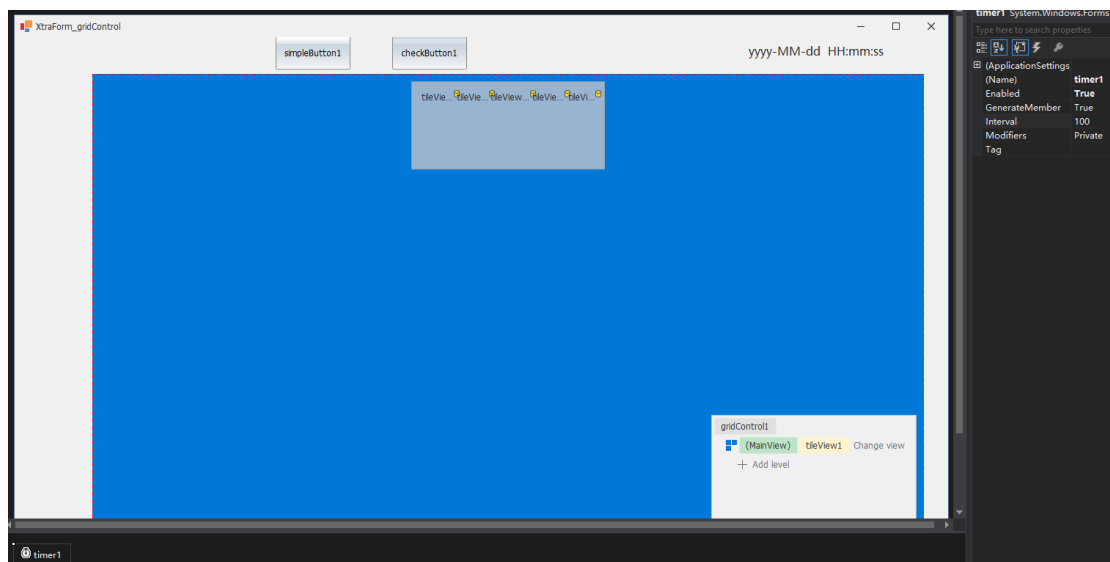 timer1 System.Windows.Forms
XtraForm_gridControl
Type here to search properties
simpleButton1
checkButton1
yyyy-MM-dd HH:mm:ss
(ApplicationSettings
(Name) timer1
Enabled True
GenerateMember True
Interval 100
Modifiers Private
Tag
tileVie... tileVie... tileView... tileVie... tileVi...
gridControl1
(MainView) tileView1 Change view
Add level
timer1